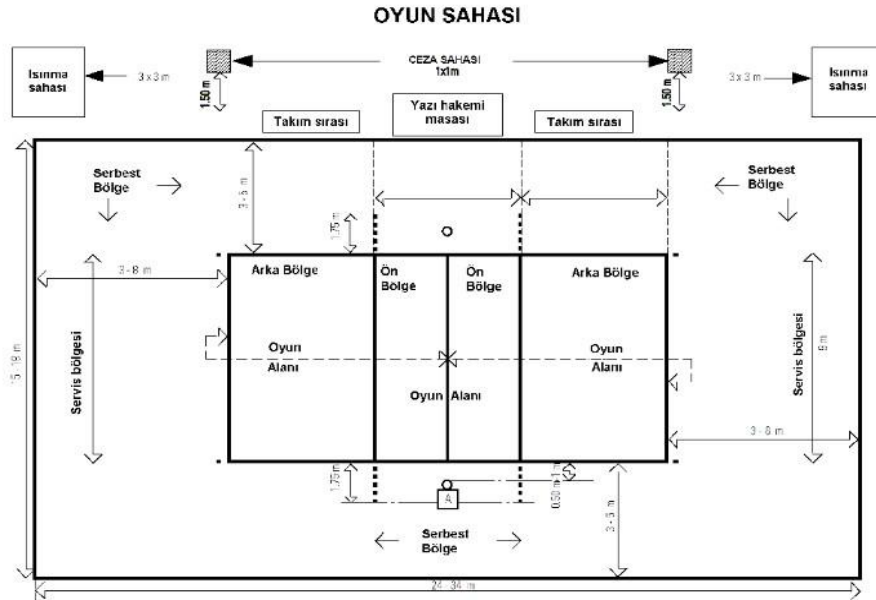 OYUN SAHASI
Isınma
sahası
3 x 3 m
1.50 m
CEZA SAHASI
1x1m
1.50 m
3 x 3 m
Isınma
sahası
Takım sırası
Yazı hakemi
masası
Takım sırası
Serbest
Bölge
3 - 5 m
1.75 m
Serbest
Bölge
3 - 8 m
Arka Bölge
Ön
Bölge
Ön
Bölge
Arka Bölge
15 -18 m
Servis bölgesi
Oyun
Alanı
Oyun Alanı
Oyun
Alanı
Servis bölgesi
9 m
3 - 8 m
1.75 m
A
0.50 m-1 m
3 - 5 m
Serbest
Bölge
24 - 34 m